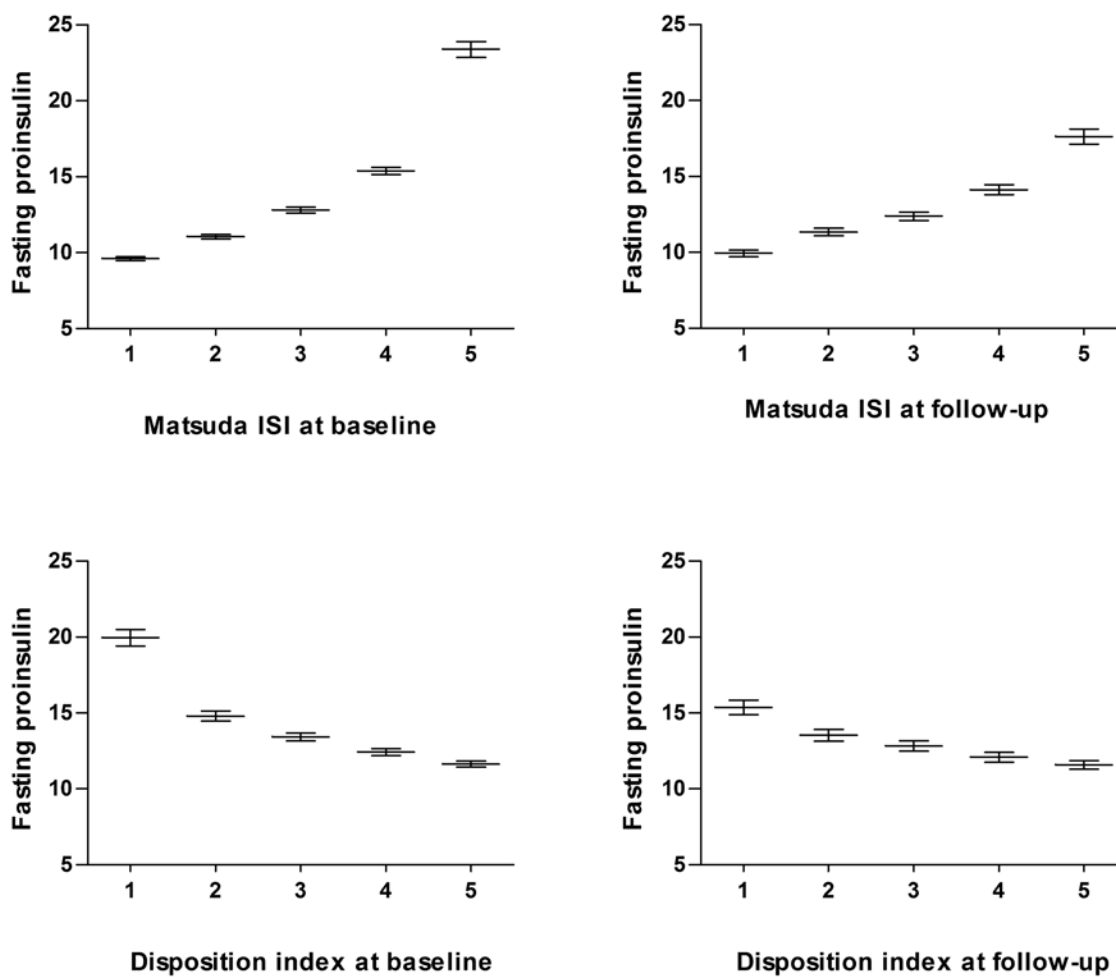 25
20
15
10
5
Fasting proinsulin
1 2 3 4 5
Matsuda ISI at baseline
25
20
15
10
5
Fasting proinsulin
1 2 3 4 5
Matsuda ISI at follow-up
25
20
15
10
5
Fasting proinsulin
1 2 3 4 5
Disposition index at baseline
25
20
15
10
5
Fasting proinsulin
1 2 3 4 5
Disposition index at follow-up